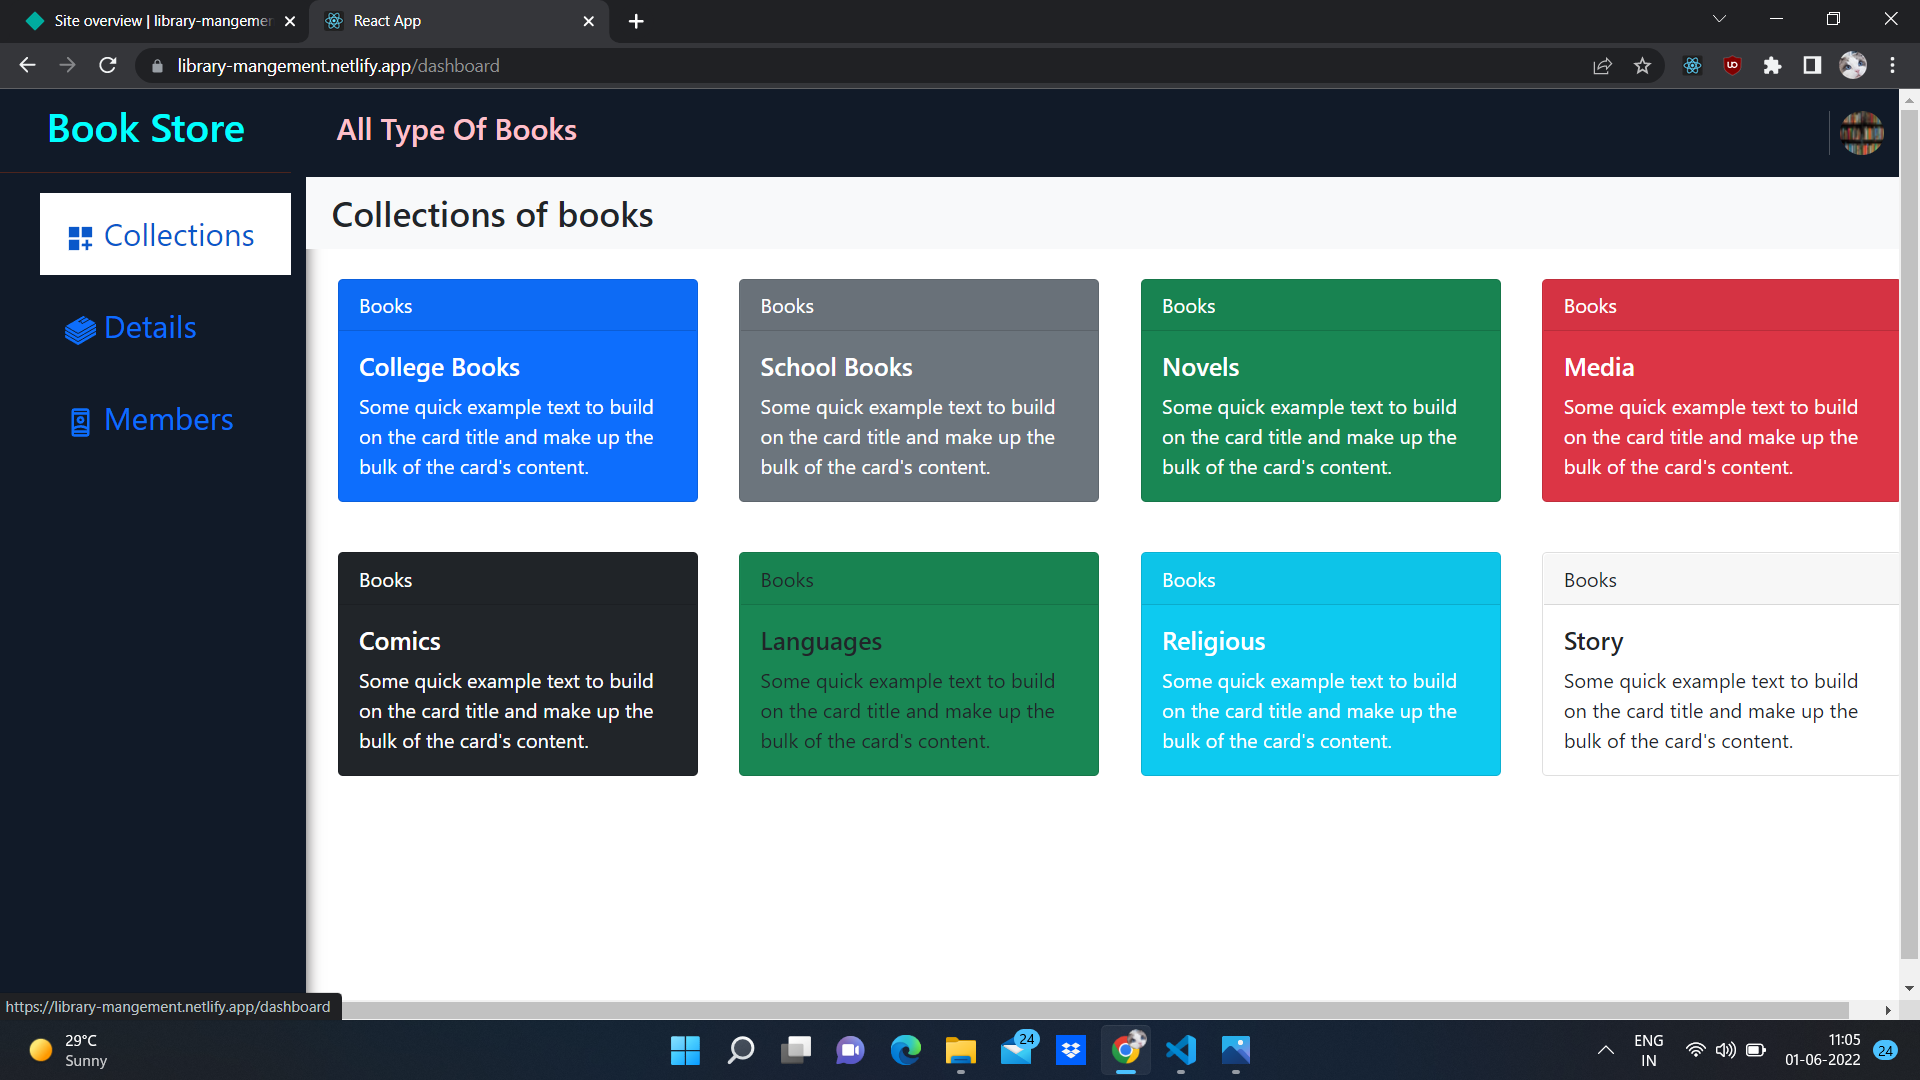 Site overview | library-mangemer
React App
library-mangement.netlify.app/dashboard
Book Store
All Type Of Books
Collections
Details
Members
Collections of books
Books
College Books
Some quick example text to build
on the card title and make up the
bulk of the card's content.
Books
School Books
Some quick example text to build
on the card title and make up the
bulk of the card's content.
Books
Novels
Some quick example text to build
on the card title and make up the
bulk of the card's content.
Books
Media
Some quick example text to build
on the card title and make up the
bulk of the card's content.
Books
Comics
Some quick example text to build
on the card title and make up the
bulk of the card's content.
Books
Languages
Some quick example text to build
on the card title and make up the
bulk of the card's content.
Books
Religious
Some quick example text to build
on the card title and make up the
bulk of the card's content.
Books
Story
Some quick example text to build
on the card title and make up the
bulk of the card's content.
https://library-mangement.netlify.app/dashboard
29°C
Sunny
24
ENG
IN
11:05
01-06-2022
24